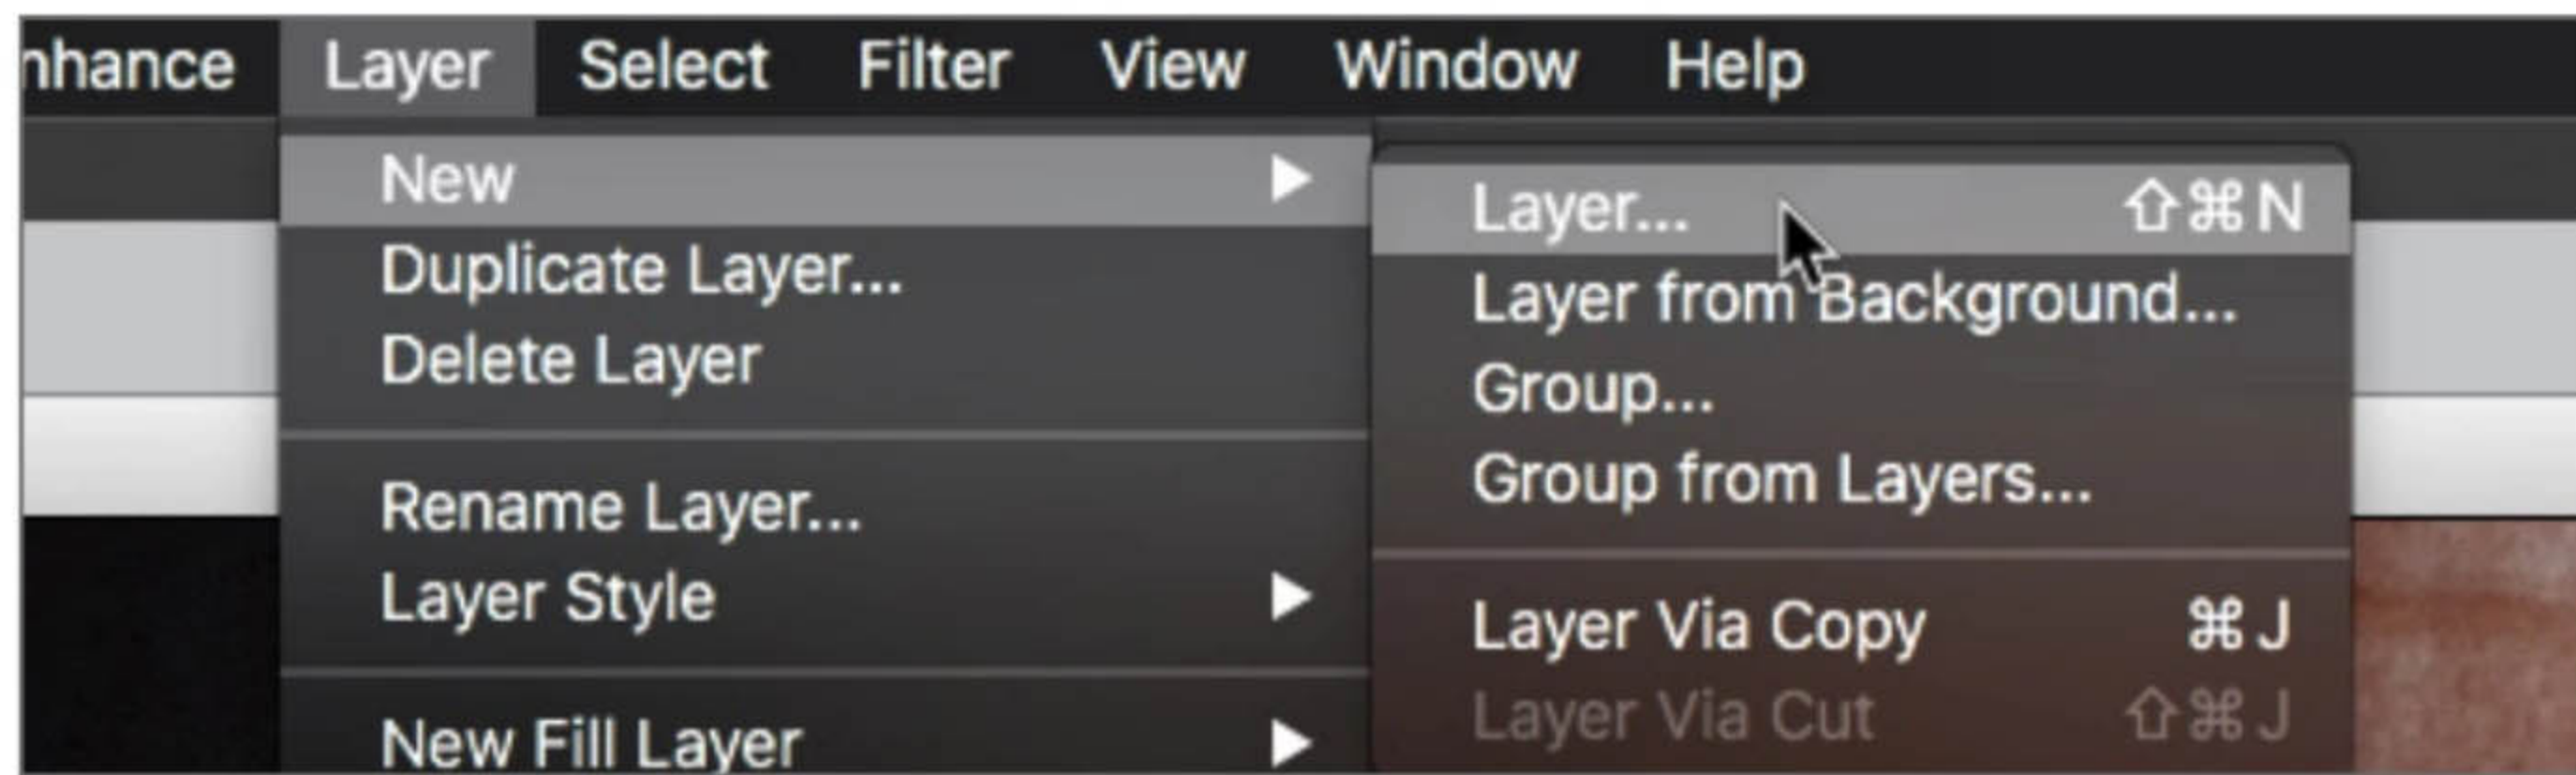 nhance Layer Select Filter View Window Help
New ▶
Duplicate Layer...
Delete Layer
Rename Layer...
Layer Style ▶
New Fill Layer ▶
Layer... ⇧⌘N
Layer from Background...
Group...
Group from Layers...
Layer Via Copy ⌘J
Layer Via Cut ⇧⌘J